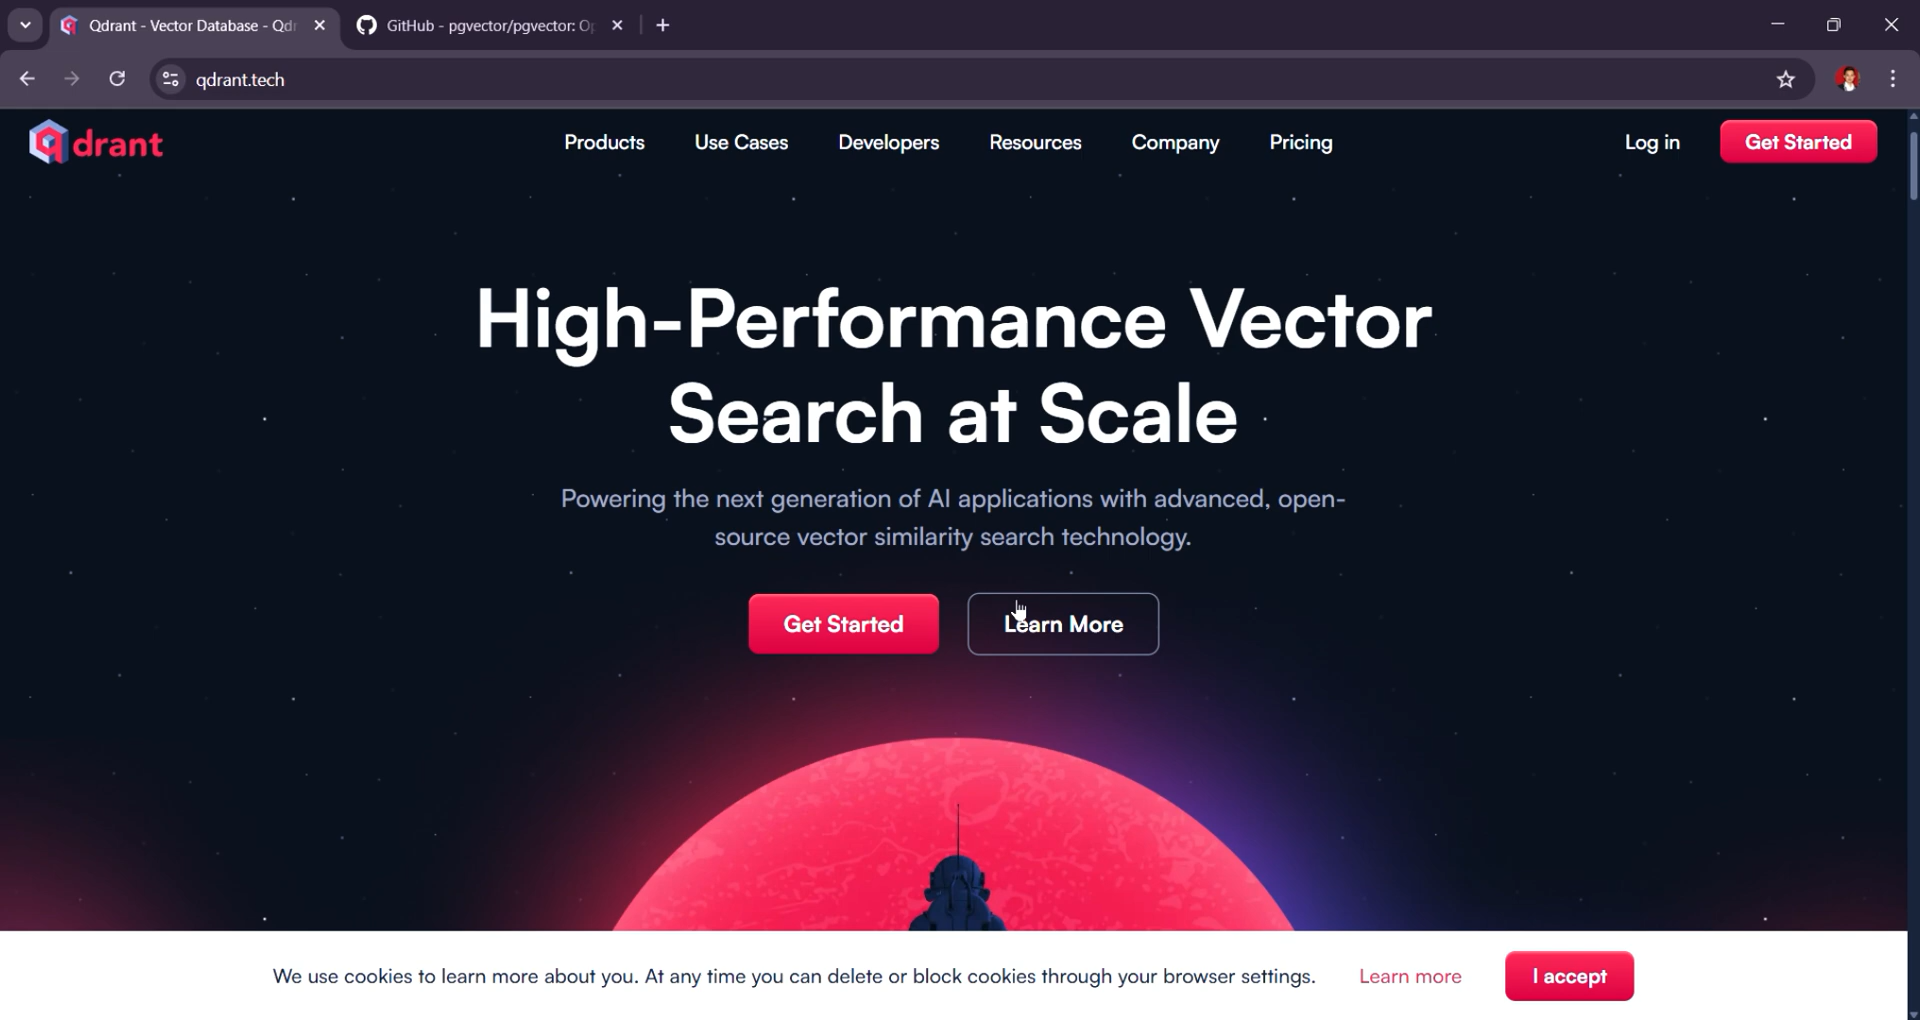 Qdrant - Vector Database - Qdr
GitHub - pgvector/pgvector: Op
qdrant.tech
qdrant
Products
Use Cases
Developers
Resources
Company
Pricing
Log in
Get Started
High-Performance Vector
Search at Scale
Powering the next generation of AI applications with advanced, open-
source vector similarity search technology.
Get Started
Learn More
We use cookies to learn more about you. At any time you can delete or block cookies through your browser settings.
Learn more
I accept